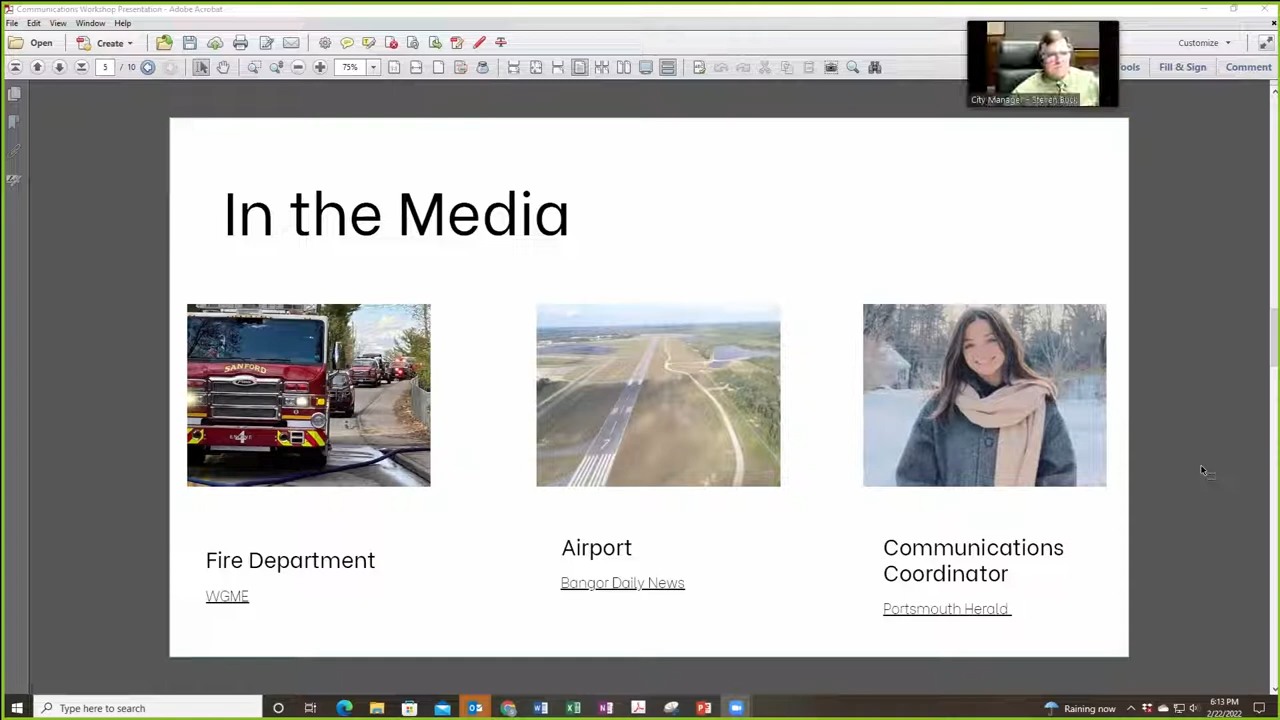 Communications Workshop Presentation - Adobe Acrobat
File Edit View Window Help
Open Create Customize
5 / 10 75% Tools Fill & Sign Comment
City Manager - Steven Buck
In the Media
SANFORD
4
Fire Department
WGME
Airport
Bangor Daily News
Communications
Coordinator
Portsmouth Herald
Type here to search
Raining now
6:13 PM
2/22/2022